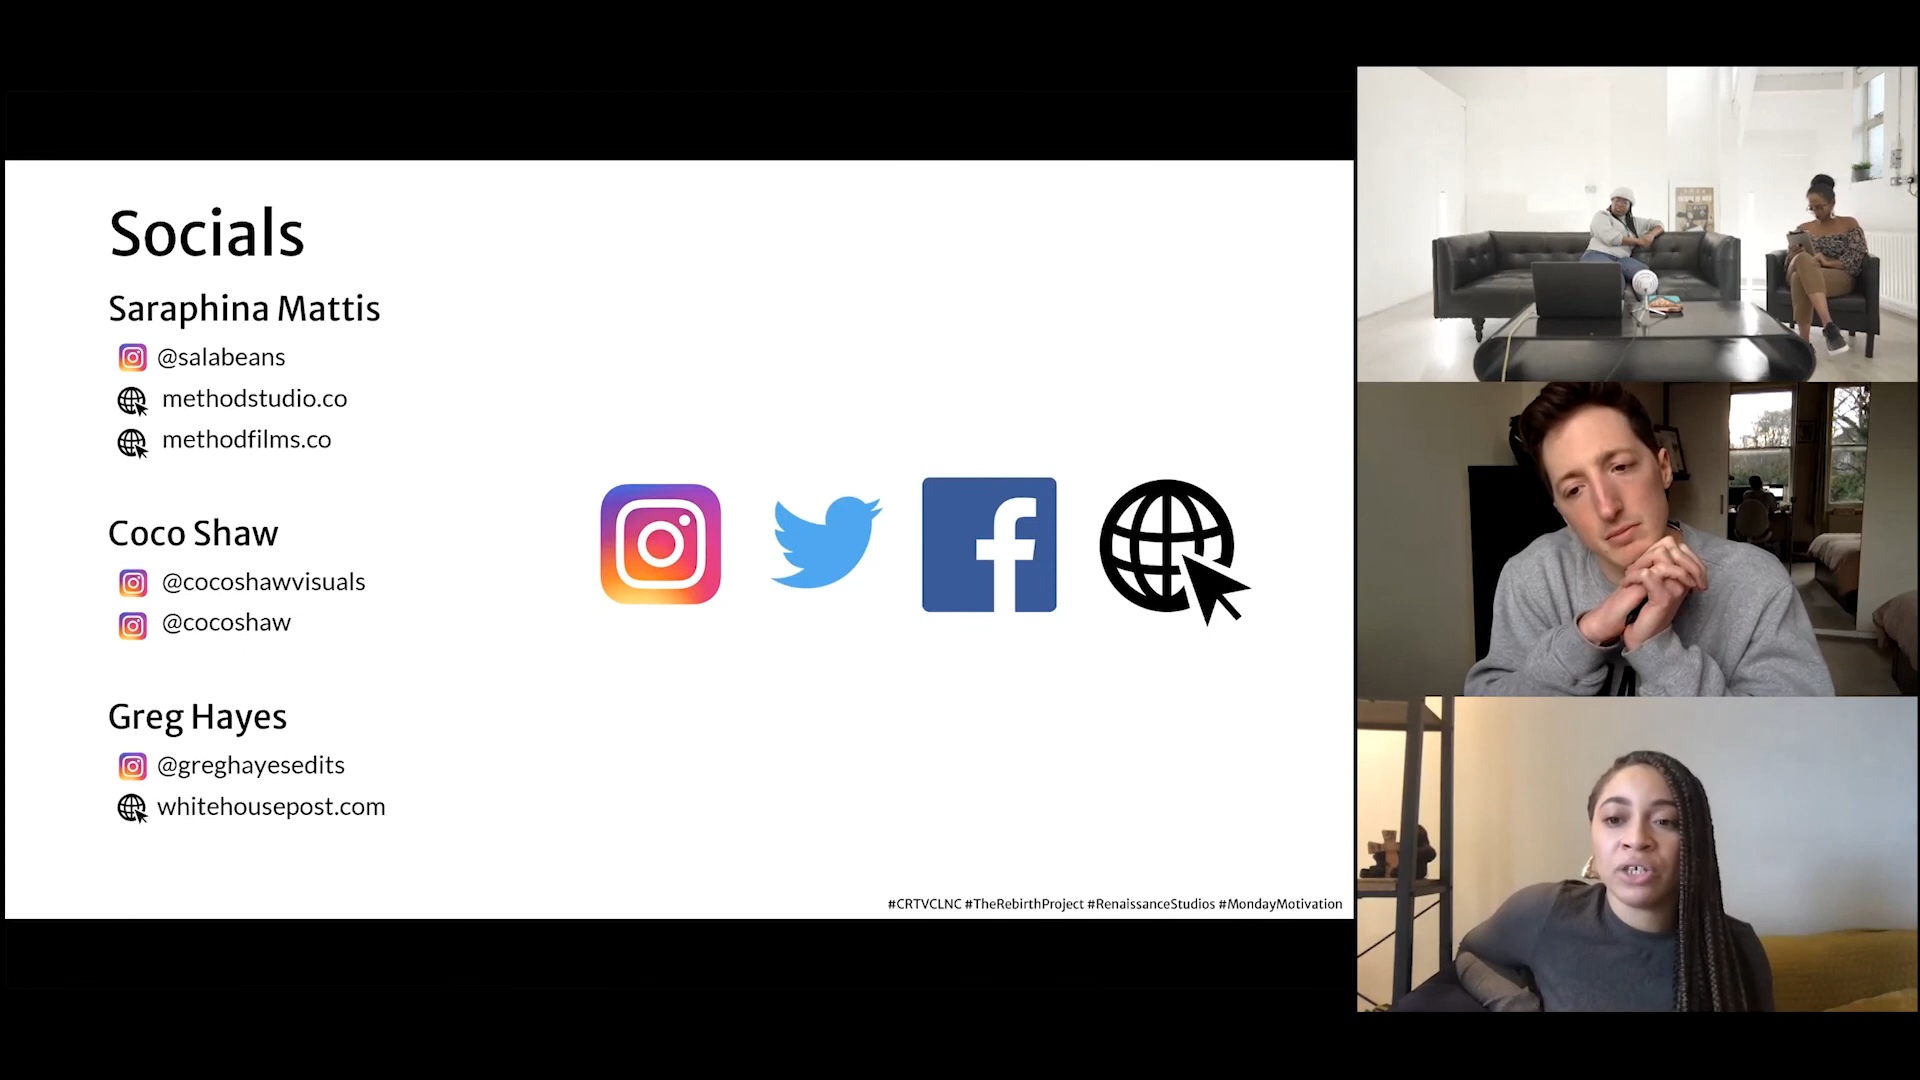 Socials
Saraphina Mattis
@salabeans
methodstudio.co
methodfilms.co
Coco Shaw
@cocoshawvisuals
@cocoshaw
Greg Hayes
@greghayesedits
whitehousepost.com
#CRTVCLNC #TheRebirthProject #RenaissanceStudios #MondayMotivation